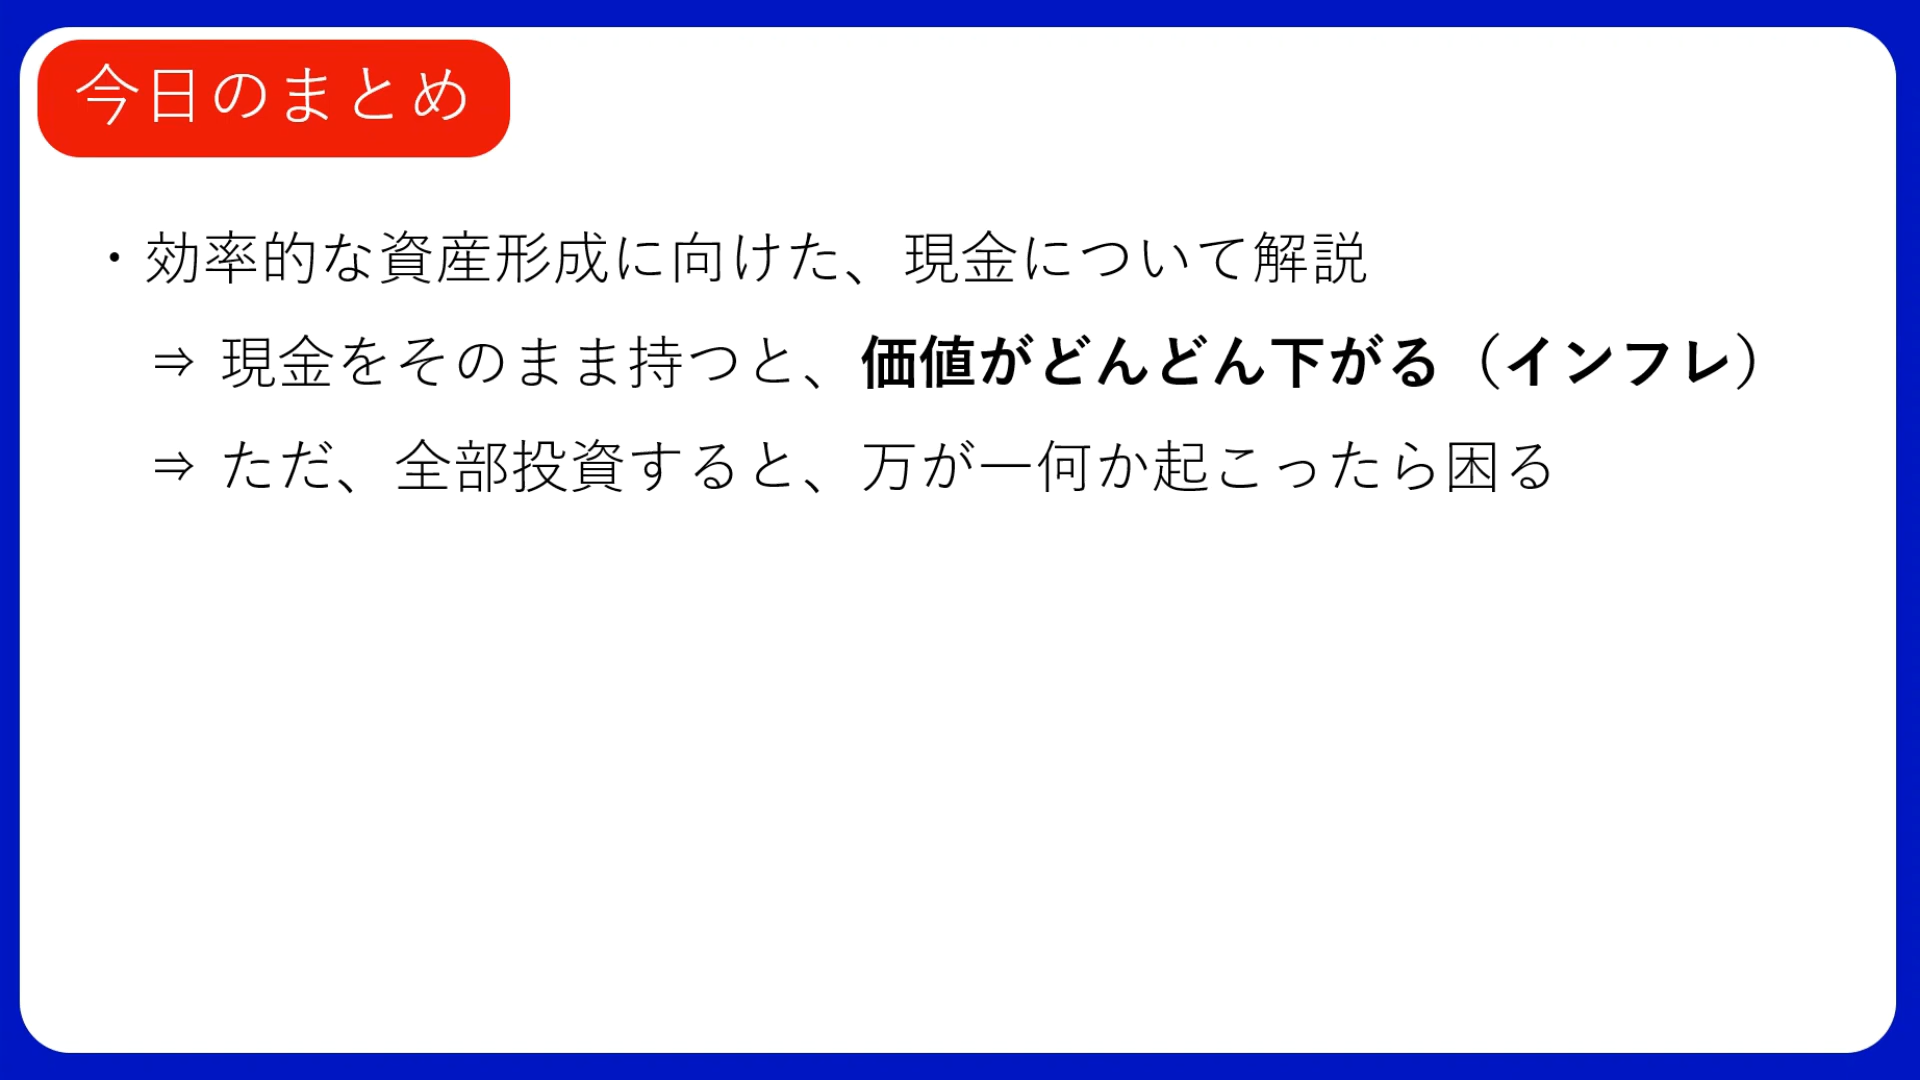 今日のまとめ
・効率的な資産形成に向けた、現金について解説
⇒ 現金をそのまま持つと、価値がどんどん下がる（インフレ）
⇒ ただ、全部投資すると、万が一何か起こったら困る